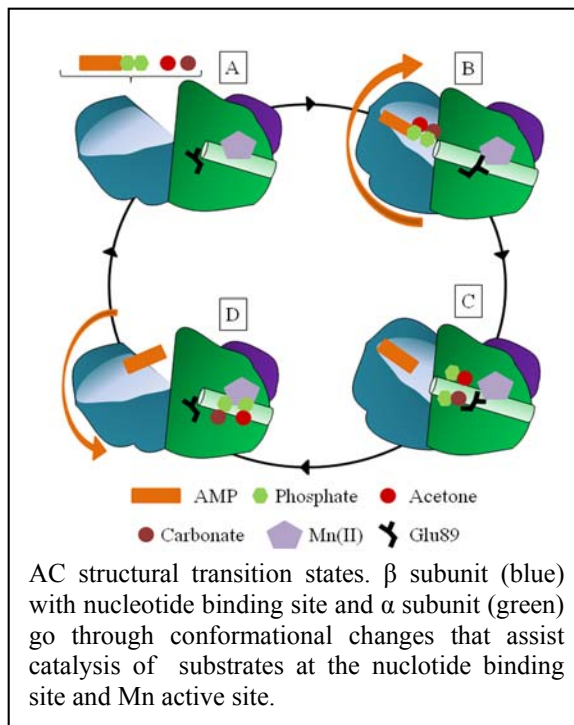 A
B
D
C
AMP Phosphate Acetone
Carbonate Mn(II) Glu89
AC structural transition states. β subunit (blue)
with nucleotide binding site and α subunit (green)
go through conformational changes that assist
catalysis of substrates at the nuclotide binding
site and Mn active site.